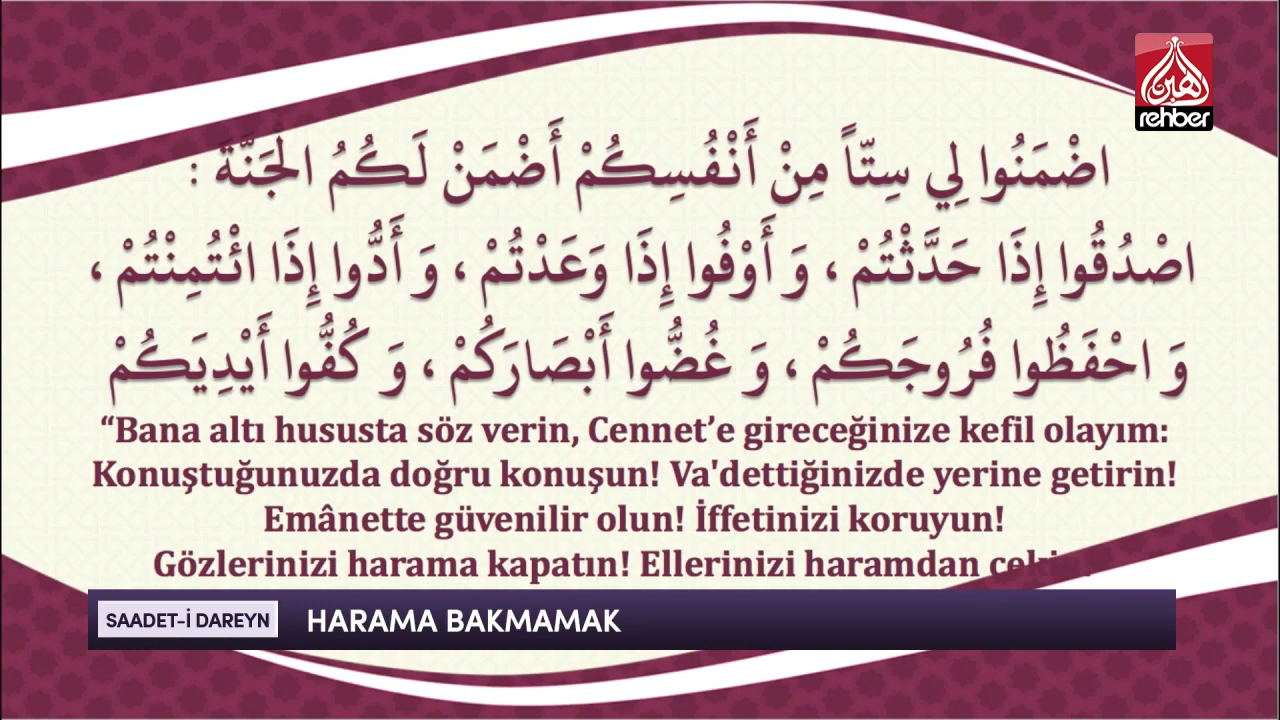 رهبر
rehber
اضْمَنُوا لِي سِتّاً مِنْ أَنْفُسِكُمْ أَضْمَنْ لَكُمُ الْجَنَّةَ :
اصْدُقُوا إِذَا حَدَّثْتُمْ ، وَ أَوْفُوا إِذَا وَعَدْتُمْ ، وَ أَدُّوا إِذَا ائْتُمِنْتُمْ ،
وَ احْفَظُوا فُرُوجَكُمْ ، وَ غُضُّوا أَبْصَارَكُمْ ، وَ كُفُّوا أَيْدِيَكُمْ
“Bana altı hususta söz verin, Cennet’e gireceğinize kefil olayım:
Konuştuğunuzda doğru konuşun! Va'dettiğinizde yerine getirin!
Emânette güvenilir olun! İffetinizi koruyun!
Gözlerinizi harama kapatın! Ellerinizi haramdan
SAADET-İ DAREYN
HARAMA BAKMAMAK